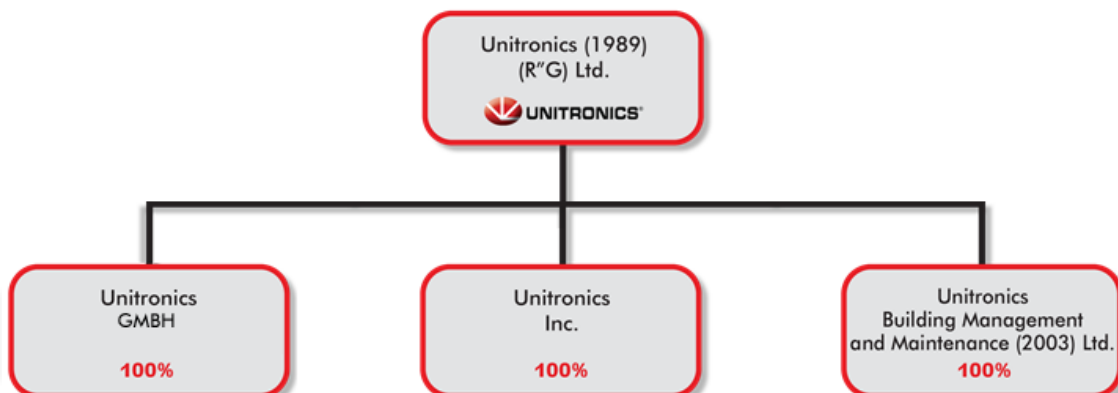 Unitronics (1989)
(R"G) Ltd.
UNITRONICS®
Unitronics
GMBH
100%
Unitronics
Inc.
100%
Unitronics
Building Management
and Maintenance (2003) Ltd.
100%